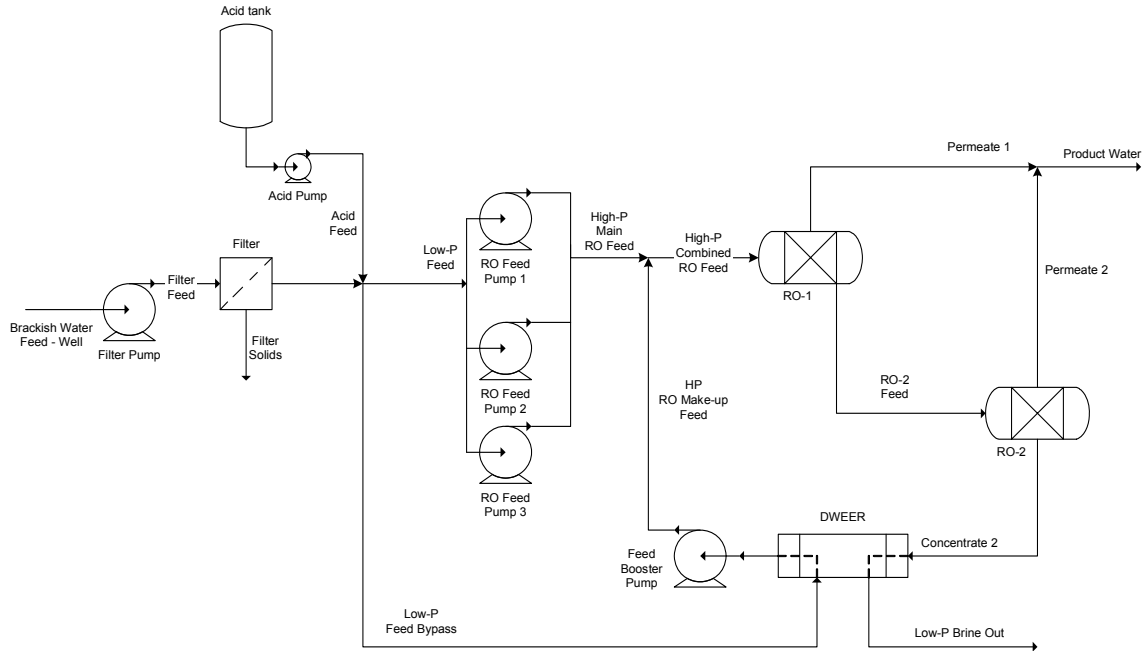 Acid tank
Acid Pump
Acid
Feed
Filter
Filter
Feed
Brackish Water
Feed - Well
Filter Pump
Filter
Solids
Low-P
Feed
RO Feed
Pump 1
RO Feed
Pump 2
RO Feed
Pump 3
High-P
Main
RO Feed
High-P
Combined
RO Feed
RO-1
Permeate 1
Product Water
Permeate 2
RO-2
Feed
RO-2
HP
RO Make-up
Feed
DWEER
Concentrate 2
Feed
Booster
Pump
Low-P
Feed Bypass
Low-P Brine Out